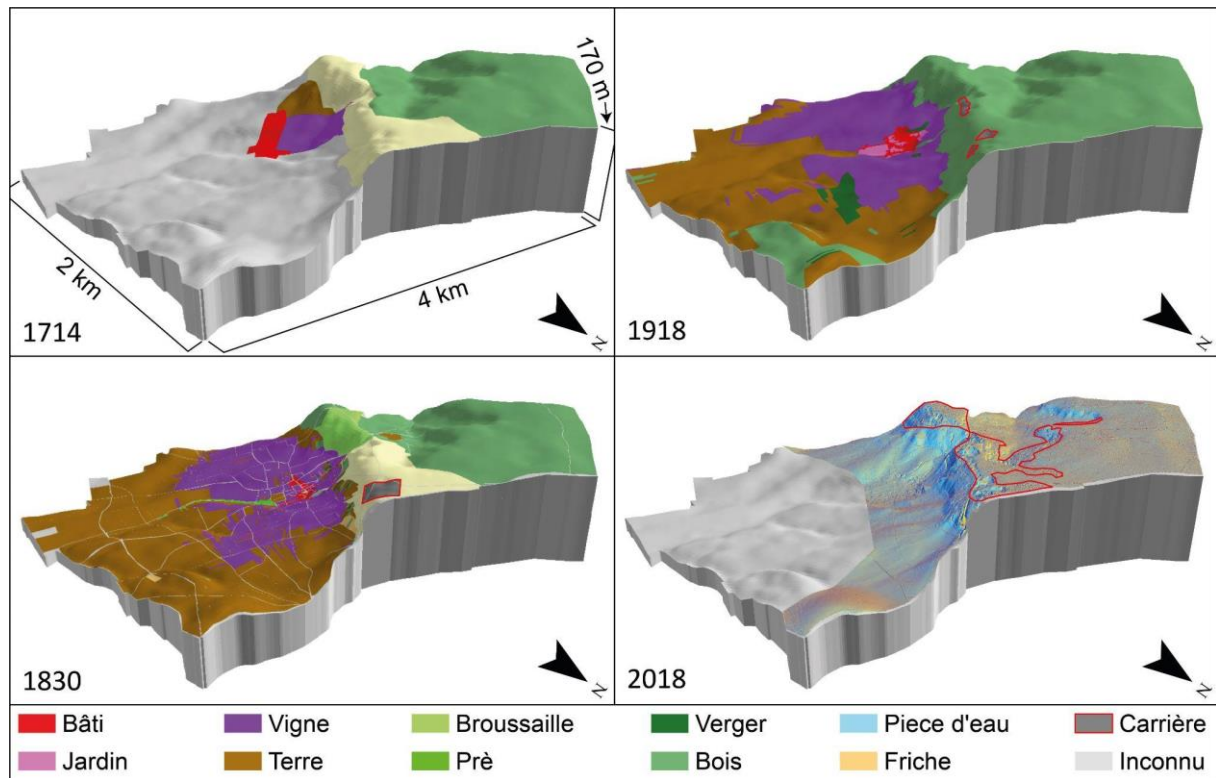 170 m
2 km
4 km
N
1714
N
1918
N
1830
N
2018
Bâti
Vigne
Broussaille
Verger
Piece d'eau
Carrière
Jardin
Terre
Prè
Bois
Friche
Inconnu